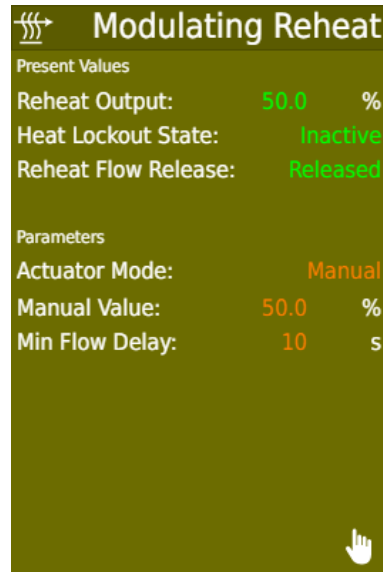 Modulating Reheat
Present Values
Reheat Output: 50.0 %
Heat Lockout State: Inactive
Reheat Flow Release: Released
Parameters
Actuator Mode: Manual
Manual Value: 50.0 %
Min Flow Delay: 10 s